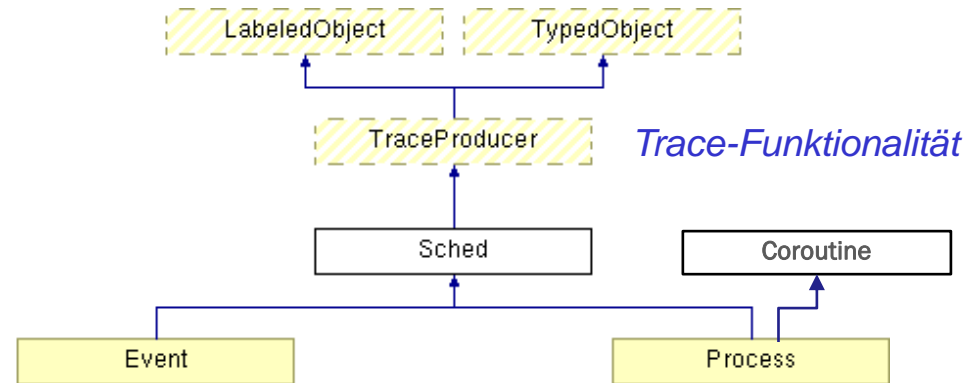 LabeledObject
TypedObject
TraceProducer
Trace-Funktionalität
Sched
Coroutine
Event
Process